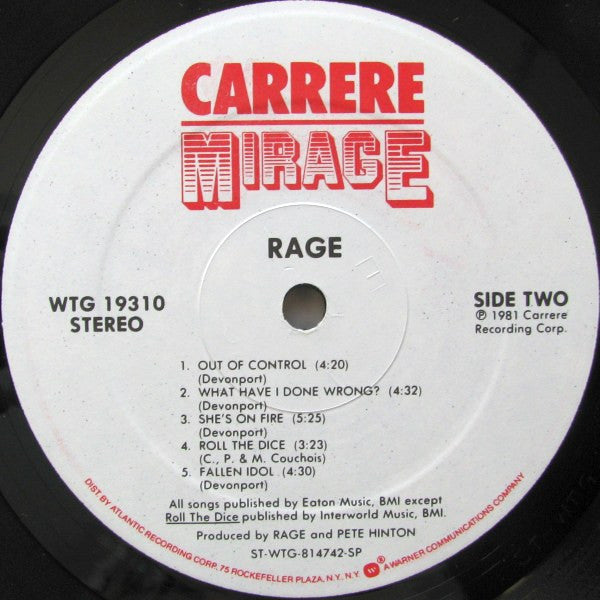 CARRERE
MIRAGE
RAGE
WTG 19310
STEREO
SIDE TWO
℗ 1981 Carrere
Recording Corp.
1. OUT OF CONTROL (4:20)
(Devonport)
2. WHAT HAVE I DONE WRONG? (4:32)
(Devonport)
3. SHE'S ON FIRE (5:25)
(Devonport)
4. ROLL THE DICE (3:23)
(C., P. & M. Couchois)
5. FALLEN IDOL (4:30)
(Devonport)
All songs published by Eaton Music, BMI except
Roll The Dice published by Interworld Music, BMI.
Produced by RAGE and PETE HINTON
ST-WTG-814742-SP
DIST BY ATLANTIC RECORDING CORP. 75 ROCKEFELLER PLAZA, N.Y. N.Y. ® A WARNER COMMUNICATIONS COMPANY